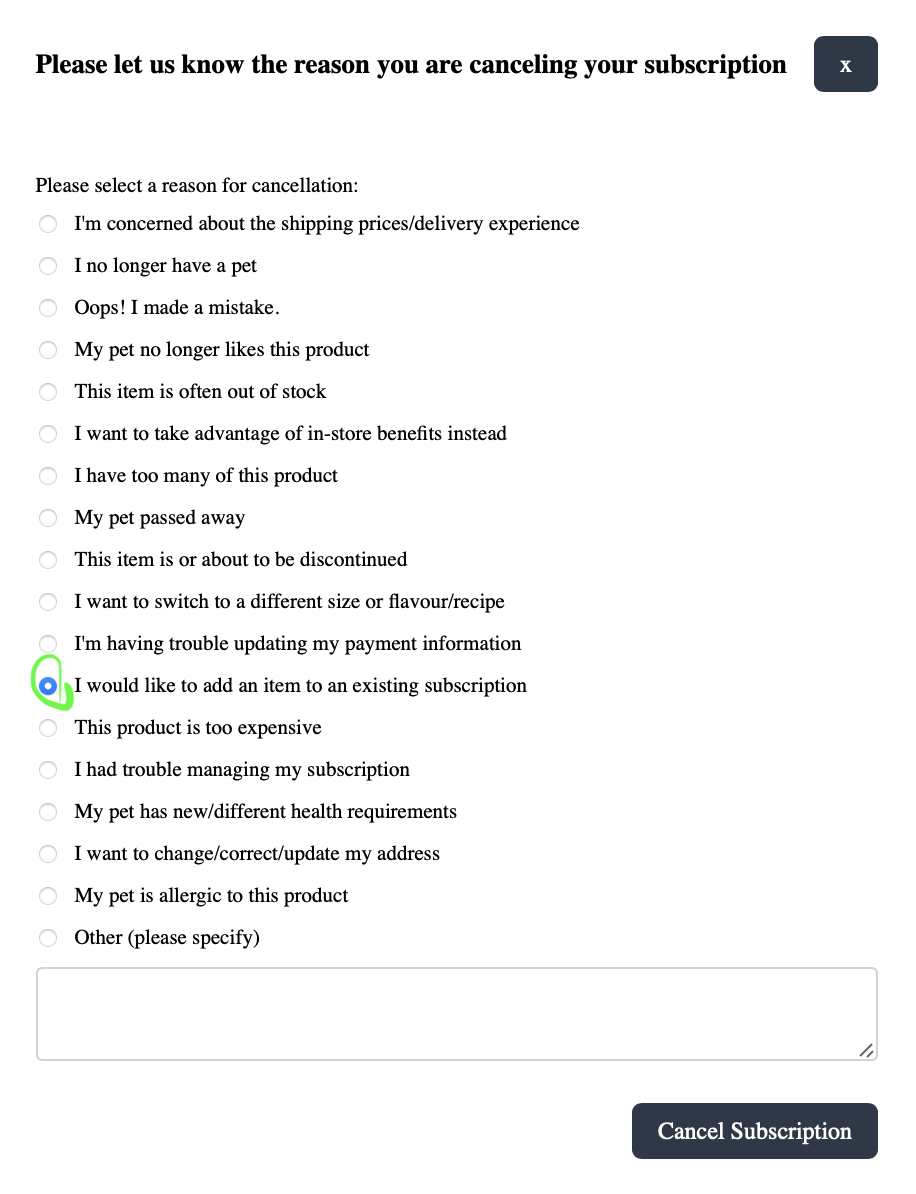 Please let us know the reason you are canceling your subscription
x
Please select a reason for cancellation:
I'm concerned about the shipping prices/delivery experience
I no longer have a pet
Oops! I made a mistake.
My pet no longer likes this product
This item is often out of stock
I want to take advantage of in-store benefits instead
I have too many of this product
My pet passed away
This item is or about to be discontinued
I want to switch to a different size or flavour/recipe
I'm having trouble updating my payment information
I would like to add an item to an existing subscription
This product is too expensive
I had trouble managing my subscription
My pet has new/different health requirements
I want to change/correct/update my address
My pet is allergic to this product
Other (please specify)
Cancel Subscription